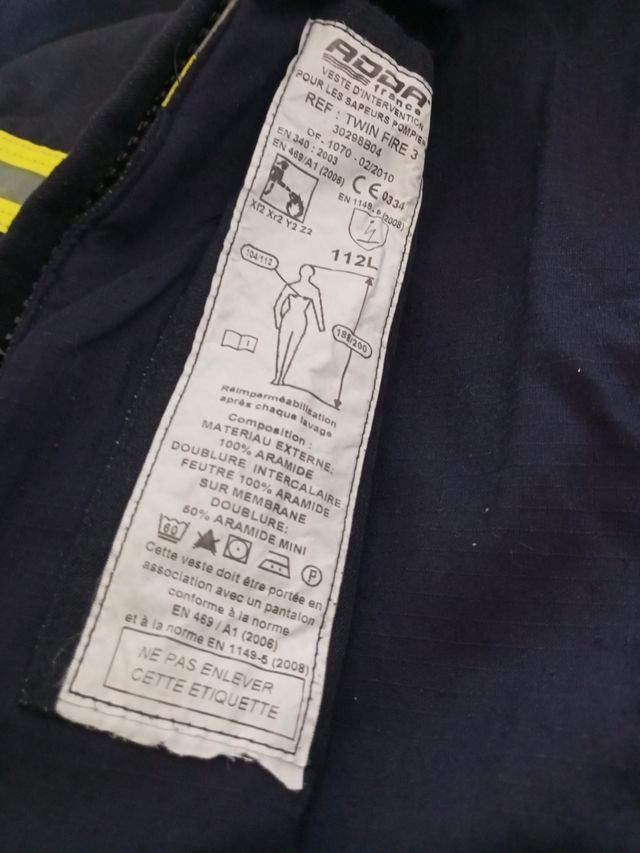 ADDA
france
VESTE D'INTERVENTION
POUR LES SAPEURS POMPIER
REF : TWIN FIRE 3
30298904
OF : 1070 - 02/2010
EN 340 : 2003
EN 469/A1 (2006)
CE 0334
EN 1149-5 (2008)
Xf2 Xr2 Y2 Z2
112L
104/112
188/200
i
Réimperméabilisation
après chaque lavage
Composition :
MATERIAU EXTERNE:
100% ARAMIDE
DOUBLURE INTERCALAIRE
FEUTRE 100% ARAMIDE
SUR MEMBRANE
DOUBLURE:
50% ARAMIDE MINI
60
P
Cette veste doit être portée en
association avec un pantalon
conforme à la norme
EN 469 / A1 (2006)
et à la norme EN 1149-5 (2008)
NE PAS ENLEVER
CETTE ETIQUETTE